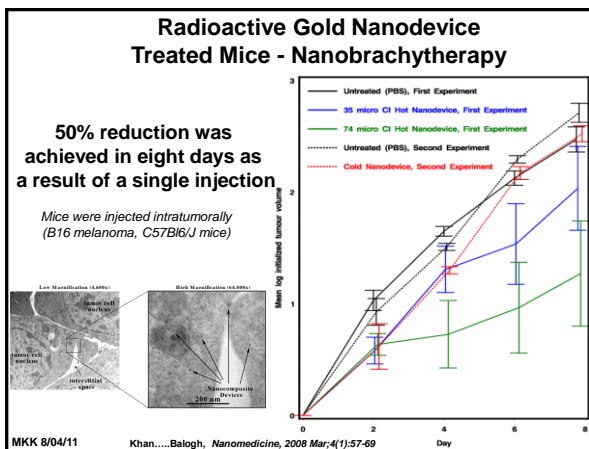 Radioactive Gold Nanodevice
Treated Mice - Nanobrachytherapy
50% reduction was
achieved in eight days as
a result of a single injection
Mice were injected intratumorally
(B16 melanoma, C57Bl6/J mice)
Low Magnification (4,600x)
High Magnification (64,000x)
tumor cell
nucleus
tumor cell
nucleus
interstitial
space
Nanocomposite
Devices
200 nm
Mean log initialized tumour volume
3
2
1
0
Untreated (PBS), First Experiment
35 micro CI Hot Nanodevice, First Experiment
74 micro CI Hot Nanodevice, First Experiment
Untreated (PBS), Second Experiment
Cold Nanodevice, Second Experiment
0 2 4 6 8
Day
MKK 8/04/11
Khan.....Balogh, Nanomedicine, 2008 Mar;4(1):57-69